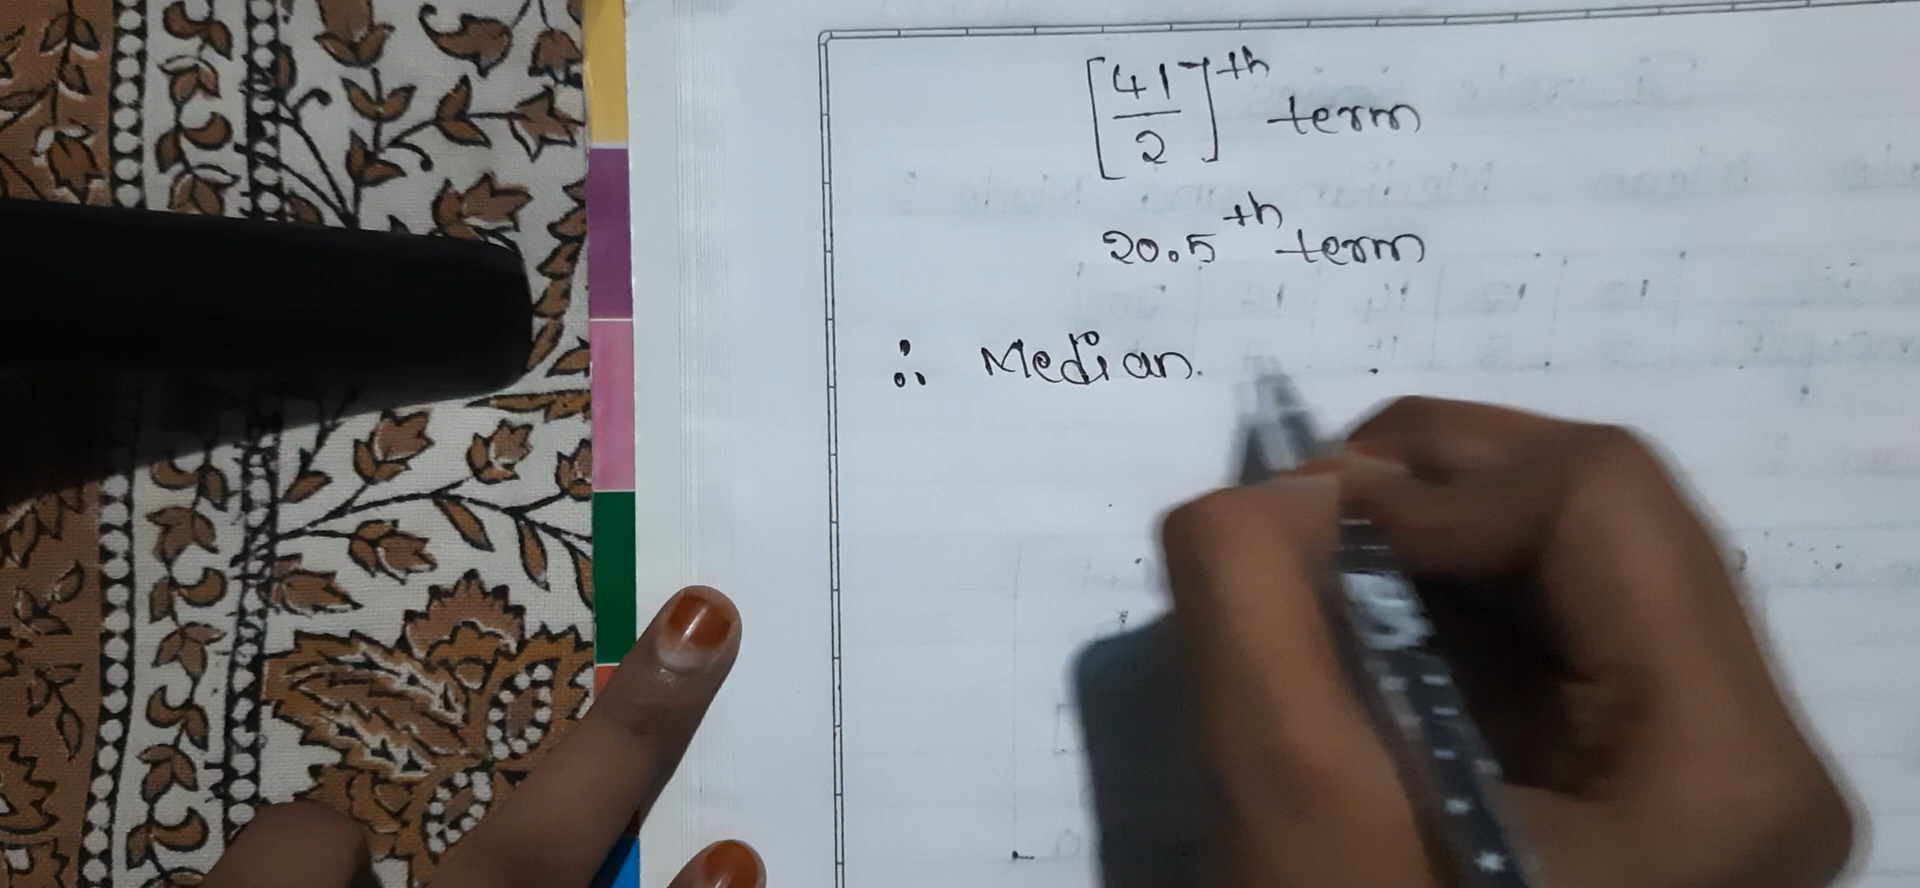 [41/2]th term
20.5th term
∴ Median.